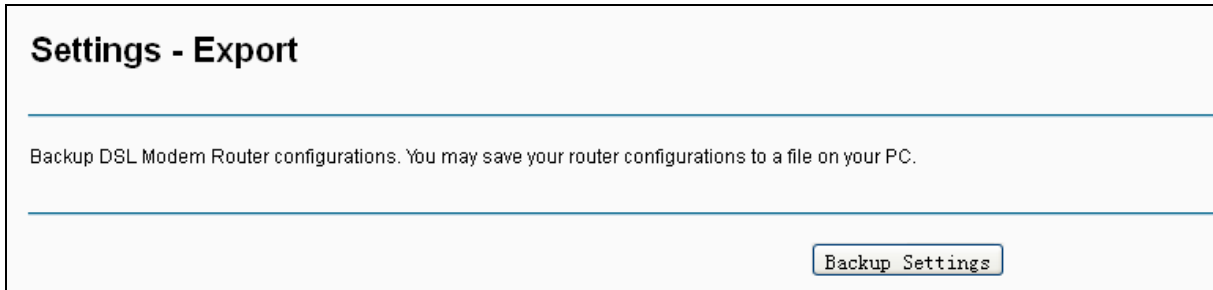 Settings - Export
Backup DSL Modem Router configurations. You may save your router configurations to a file on your PC.
Backup Settings